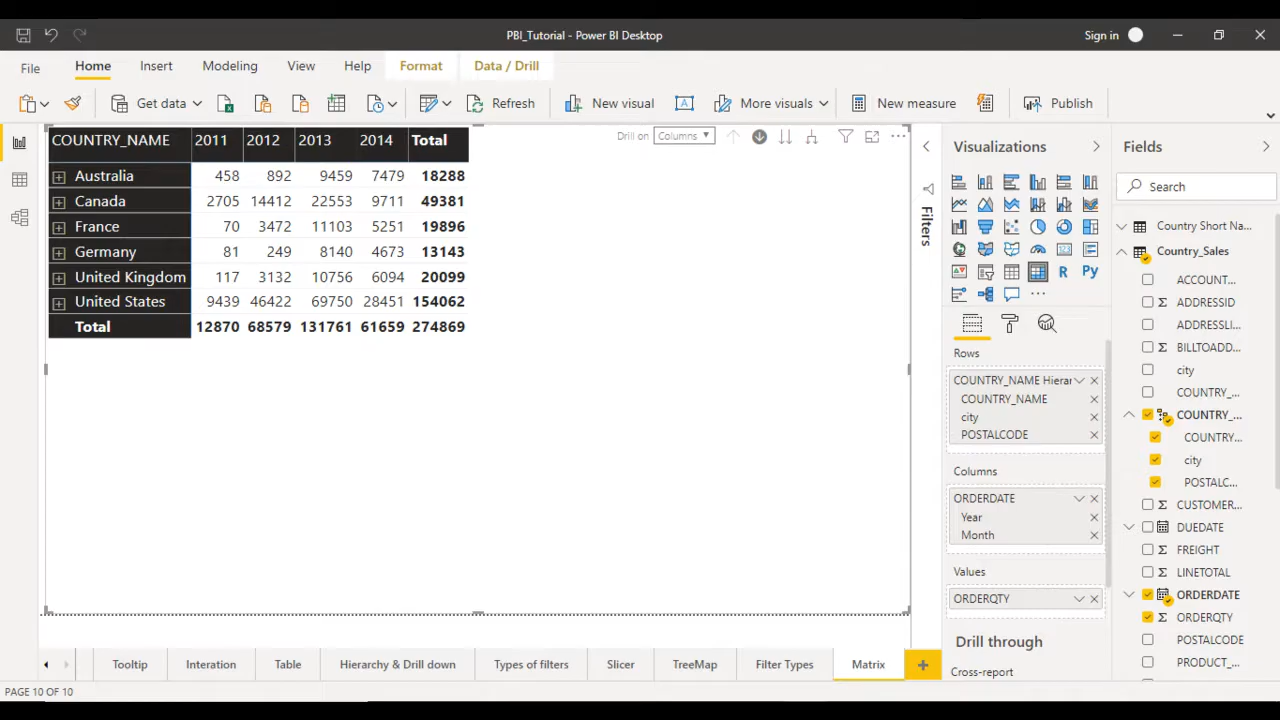 PBI_Tutorial - Power BI Desktop
Sign in
File Home Insert Modeling View Help Format Data / Drill
Get data Refresh New visual More visuals New measure Publish
Drill on Columns
COUNTRY_NAME 2011 2012 2013 2014 Total
Australia 458 892 9459 7479 18288
Canada 2705 14412 22553 9711 49381
France 70 3472 11103 5251 19896
Germany 81 249 8140 4673 13143
United Kingdom 117 3132 10756 6094 20099
United States 9439 46422 69750 28451 154062
Total 12870 68579 131761 61659 274869
Filters
Visualizations
R Py
Rows
COUNTRY_NAME Hierar
COUNTRY_NAME
city
POSTALCODE
Columns
ORDERDATE
Year
Month
Values
ORDERQTY
Drill through
Cross-report
Fields
Search
Country Short Na...
Country_Sales
ACCOUNT...
ADDRESSID
ADDRESSLI...
BILLTOADD...
city
COUNTRY_...
COUNTRY_...
COUNTRY...
city
POSTALC...
CUSTOMER...
DUEDATE
FREIGHT
LINETOTAL
ORDERDATE
ORDERQTY
POSTALCODE
PRODUCT_...
Tooltip Interation Table Hierarchy & Drill down Types of filters Slicer TreeMap Filter Types Matrix
PAGE 10 OF 10